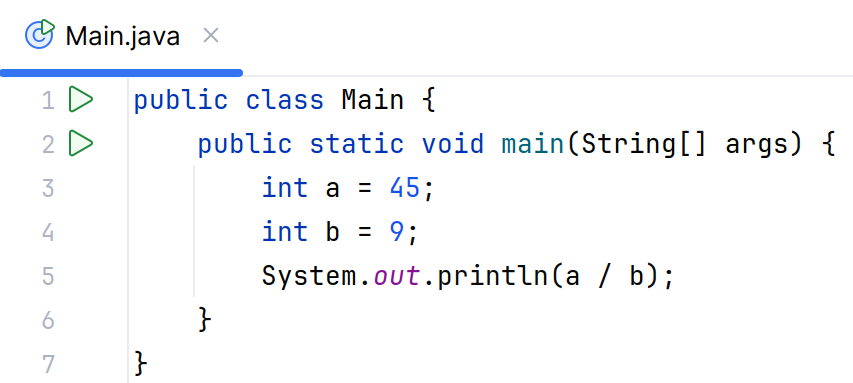 Main.java
1 public class Main {
2     public static void main(String[] args) {
3         int a = 45;
4         int b = 9;
5         System.out.println(a / b);
6     }
7 }